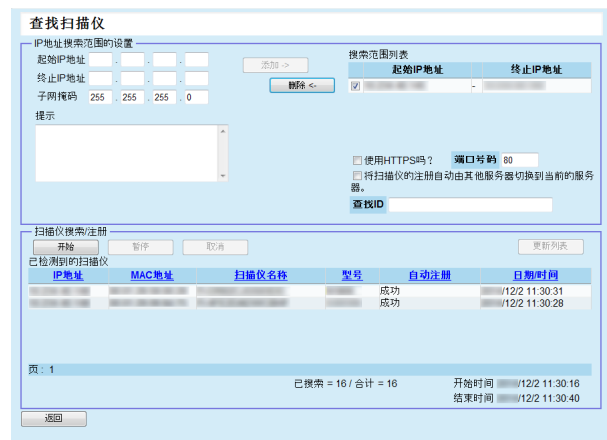 查找扫描仪
IP地址搜索范围的设置
起始IP地址 . . .
终止IP地址 . . .
子网掩码 255 . 255 . 255 . 0
提示
添加 ->
删除 <-
搜索范围列表
起始IP地址 终止IP地址
-
使用HTTPS吗？ 端口号码 80
将扫描仪的注册自动由其他服务器切换到当前的服务
器。
查找ID
扫描仪搜索/注册
开始 暂停 取消 更新列表
已检测到的扫描仪
IP地址 MAC地址 扫描仪名称 型号 自动注册 日期/时间
成功 /12/2 11:30:31
成功 /12/2 11:30:28
页： 1
已搜索 = 16 / 合计 = 16 开始时间 /12/2 11:30:16
结束时间 /12/2 11:30:40
返回